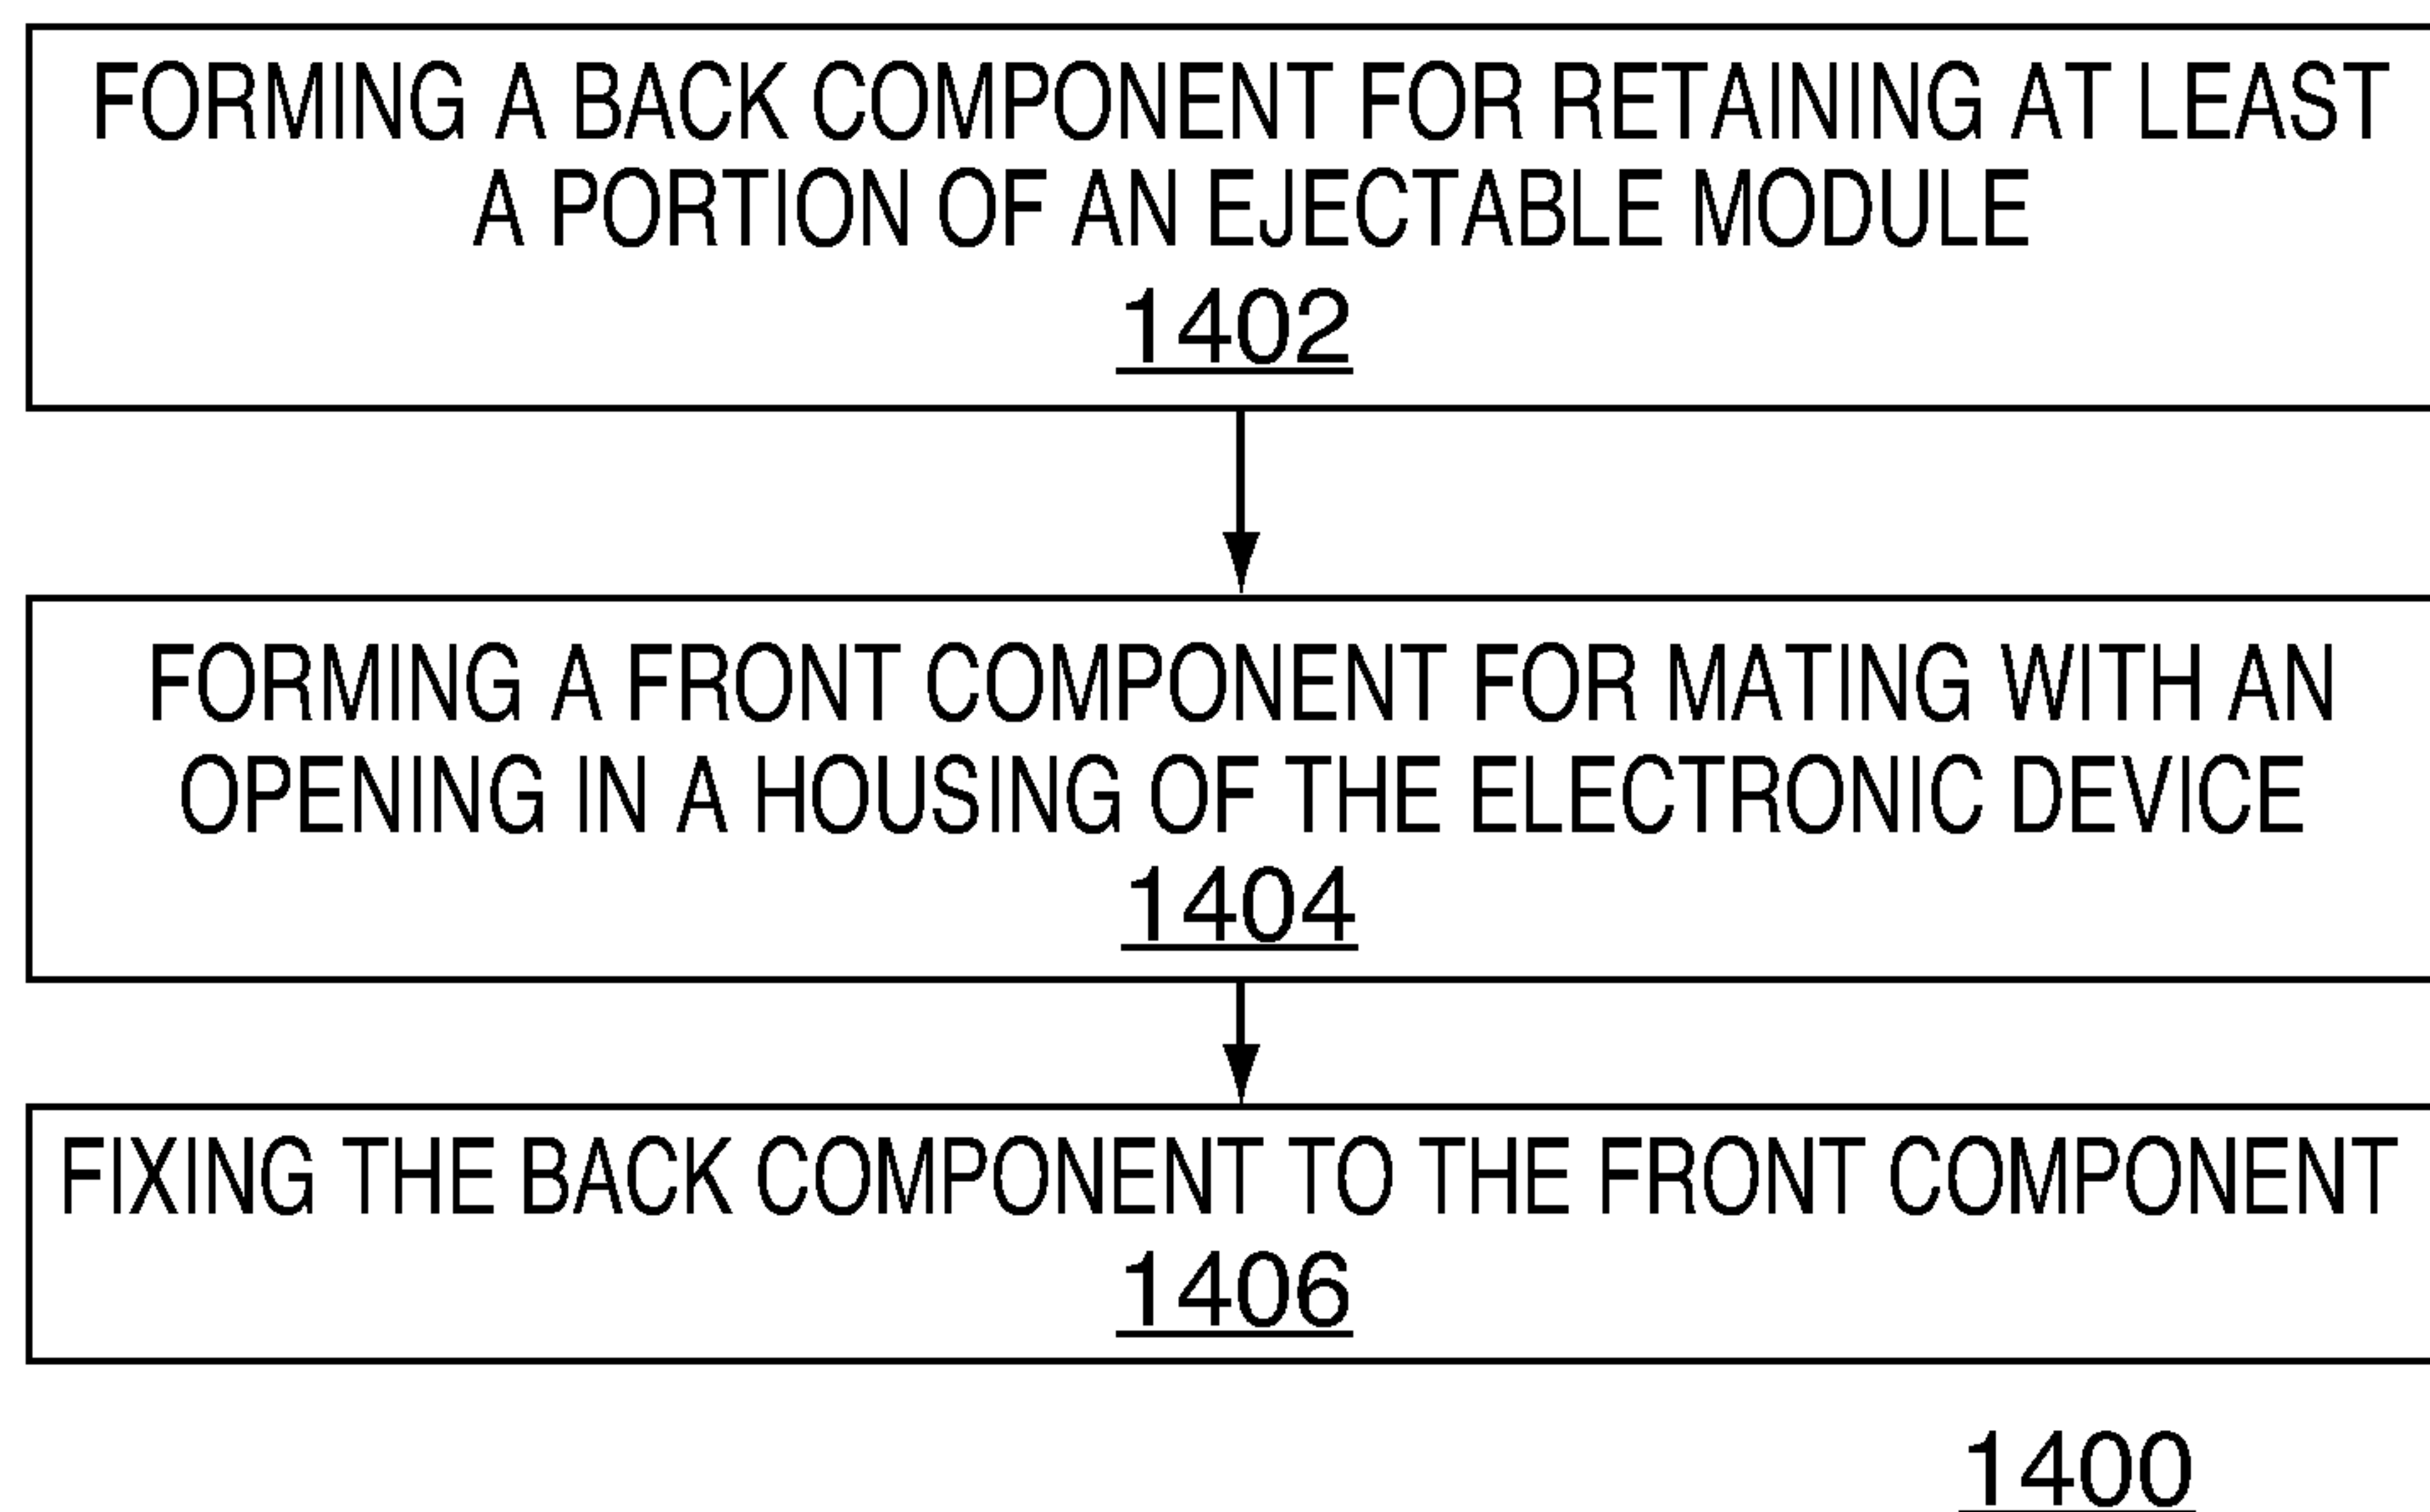 FORMING A BACK COMPONENT FOR RETAINING AT LEAST
A PORTION OF AN EJECTABLE MODULE
1402
FORMING A FRONT COMPONENT FOR MATING WITH AN
OPENING IN A HOUSING OF THE ELECTRONIC DEVICE
1404
FIXING THE BACK COMPONENT TO THE FRONT COMPONENT
1406
1400